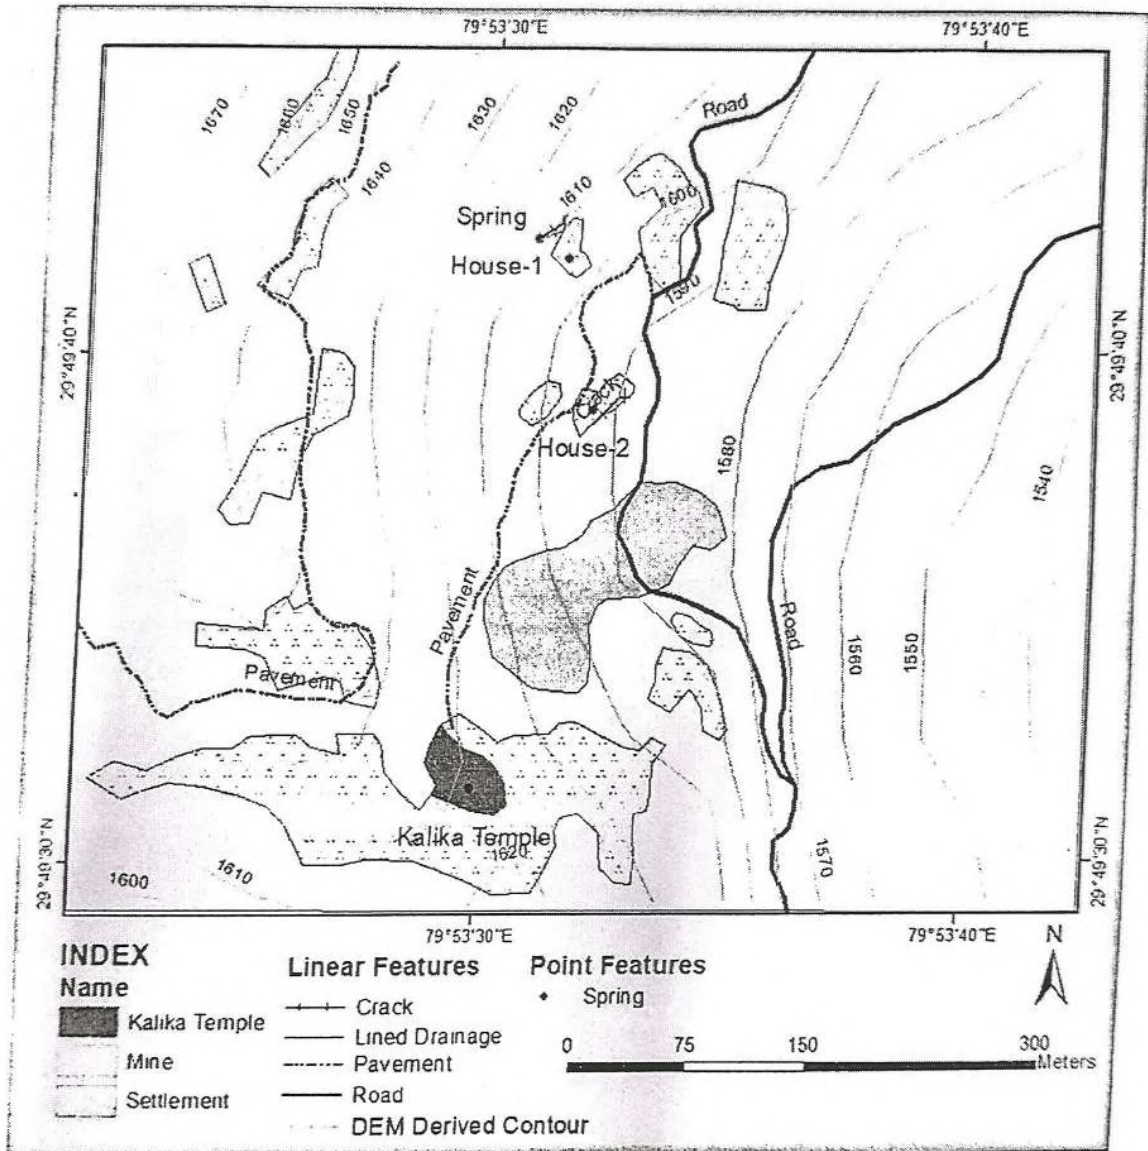 79°53'30"E
79°53'40"E
1670
1660
1650
1640
1630
1620
1610
1600
1590
Road
Spring
House-1
29°49'40"N
29°49'40"N
Crack
House-2
1580
1540
Pavement
Road
1560
1550
Pavement
Kalika Temple
1620
1610
1600
1570
29°49'30"N
29°49'30"N
79°53'30"E
79°53'40"E
INDEX
Name
Kalika Temple
Mine
Settlement
Linear Features
Crack
Lined Drainage
Pavement
Road
DEM Derived Contour
Point Features
Spring
N
0 75 150 300
Meters